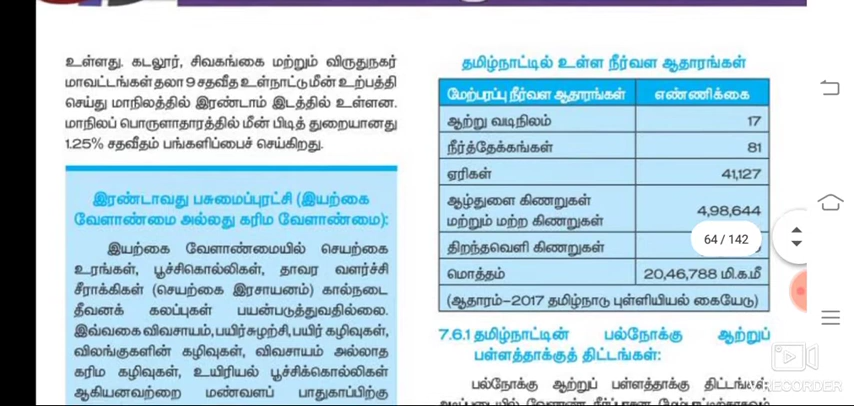 உள்ளது. கடலூர், சிவகங்கை மற்றும் விருதுநகர்
மாவட்டங்கள் தலா 9 சதவீத உள்நாட்டு மீன் உற்பத்தி
செய்து மாநிலத்தில் இரண்டாம் இடத்தில் உள்ளன.
மாநிலப் பொருளாதாரத்தில் மீன் பிடித் துறையானது
1.25% சதவீதம் பங்களிப்பைச் செய்கிறது.
இரண்டாவது பசுமைப்புரட்சி (இயற்கை
வேளாண்மை அல்லது கரிம வேளாண்மை):
இயற்கை வேளாண்மையில் செயற்கை
உரங்கள், பூச்சிகொல்லிகள், தாவர வளர்ச்சி
சீராக்கிகள் (செயற்கை இரசாயனம்) கால்நடை
தீவனக் கலப்புகள் பயன்படுத்துவதில்லை.
இவ்வகை விவசாயம், பயிர்சுழற்சி, பயிர் கழிவுகள்,
விலங்குகளின் கழிவுகள், விவசாயம் அல்லாத
கரிம கழிவுகள், உயிரியல் பூச்சிக்கொல்லிகள்
ஆகியனவற்றை மண்வளப் பாதுகாப்பிற்கு
தமிழ்நாட்டில் உள்ள நீர்வள ஆதாரங்கள்
மேற்பரப்பு நீர்வள ஆதாரங்கள் எண்ணிக்கை
ஆற்று வடிநிலம் 17
நீர்த்தேக்கங்கள் 81
ஏரிகள் 41,127
ஆழ்துளை கிணறுகள்
மற்றும் மற்ற கிணறுகள் 4,98,644
திறந்தவெளி கிணறுகள்
மொத்தம் 20,46,788 மி.க.மீ
(ஆதாரம்–2017 தமிழ்நாடு புள்ளியியல் கையேடு)
7.6.1 தமிழ்நாட்டின் பல்நோக்கு ஆற்றுப்
பள்ளத்தாக்குத் திட்டங்கள்:
பல்நோக்கு ஆற்றுப் பள்ளத்தாக்கு திட்டங்கள்
64 / 142
RECORDER